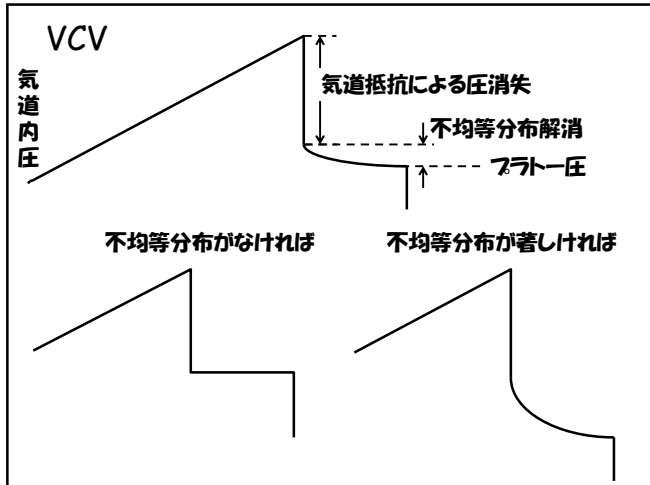 VCV
気道内圧
気道抵抗による圧消失
不均等分布解消
プラトー圧
不均等分布がなければ
不均等分布が著しければ